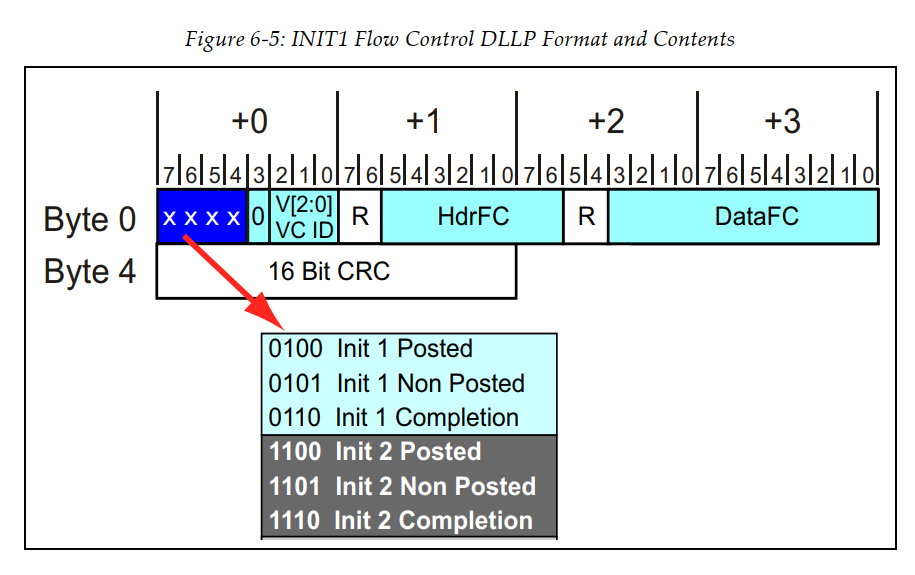 Figure 6-5: INIT1 Flow Control DLLP Format and Contents
+0 +1 +2 +3
7 6 5 4 3 2 1 0 7 6 5 4 3 2 1 0 7 6 5 4 3 2 1 0 7 6 5 4 3 2 1 0
Byte 0 x x x x 0 V[2:0] VC ID R HdrFC R DataFC
Byte 4 16 Bit CRC
0100 Init 1 Posted
0101 Init 1 Non Posted
0110 Init 1 Completion
1100 Init 2 Posted
1101 Init 2 Non Posted
1110 Init 2 Completion